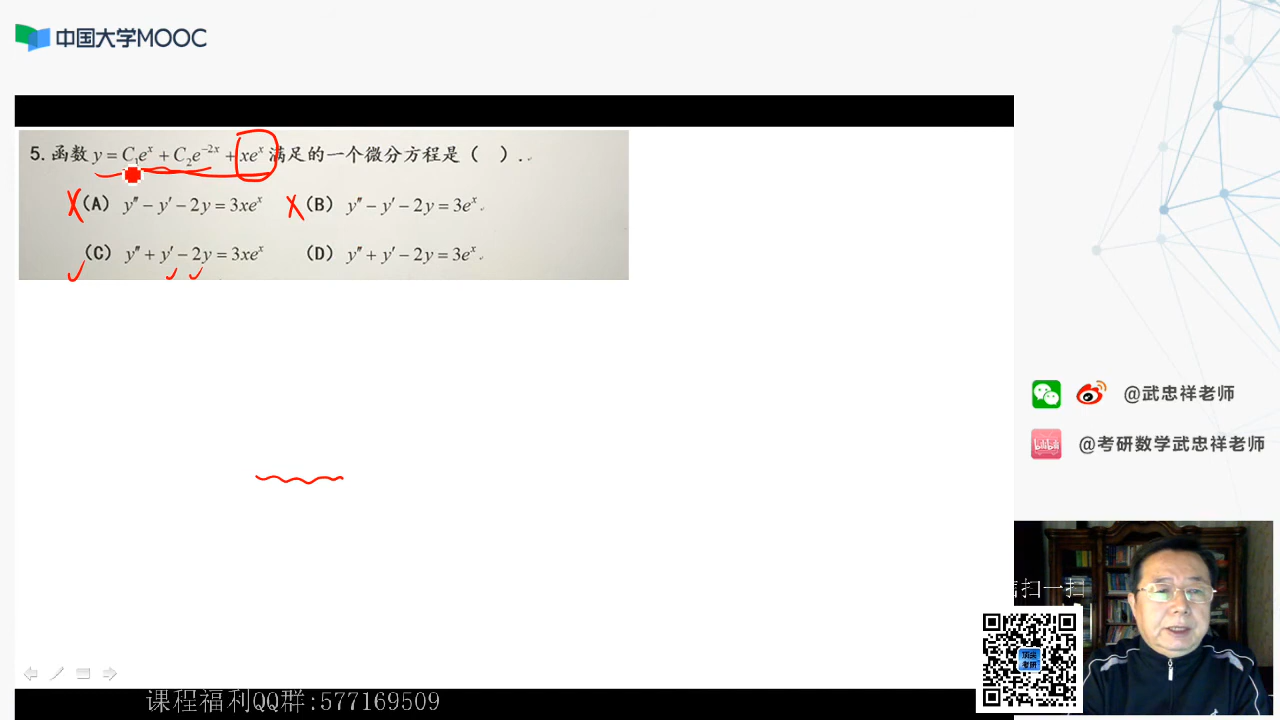 中国大学MOOC
5.函数 y = C₁eˣ + C₂e⁻²ˣ + xeˣ 满足的一个微分方程是（ ）.
(A) y″ − y′ − 2y = 3xeˣ (B) y″ − y′ − 2y = 3eˣ
(C) y″ + y′ − 2y = 3xeˣ (D) y″ + y′ − 2y = 3eˣ
@武忠祥老师
bilibili @考研数学武忠祥老师
扫一扫
课程福利QQ群:577169509